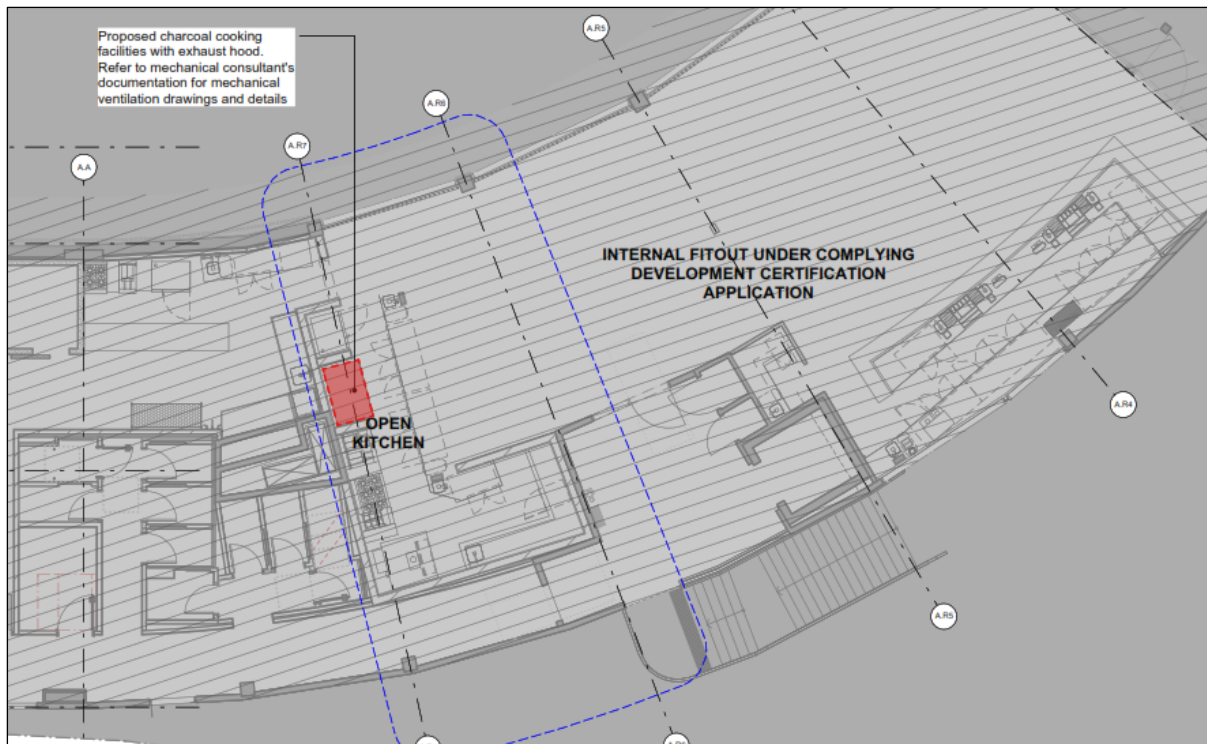 Proposed charcoal cooking
facilities with exhaust hood.
Refer to mechanical consultant's
documentation for mechanical
ventilation drawings and details
A.R5
A.R6
A.R7
A.A
INTERNAL FITOUT UNDER COMPLYING
DEVELOPMENT CERTIFICATION
APPLICATION
A.R4
OPEN
KITCHEN
A.R5